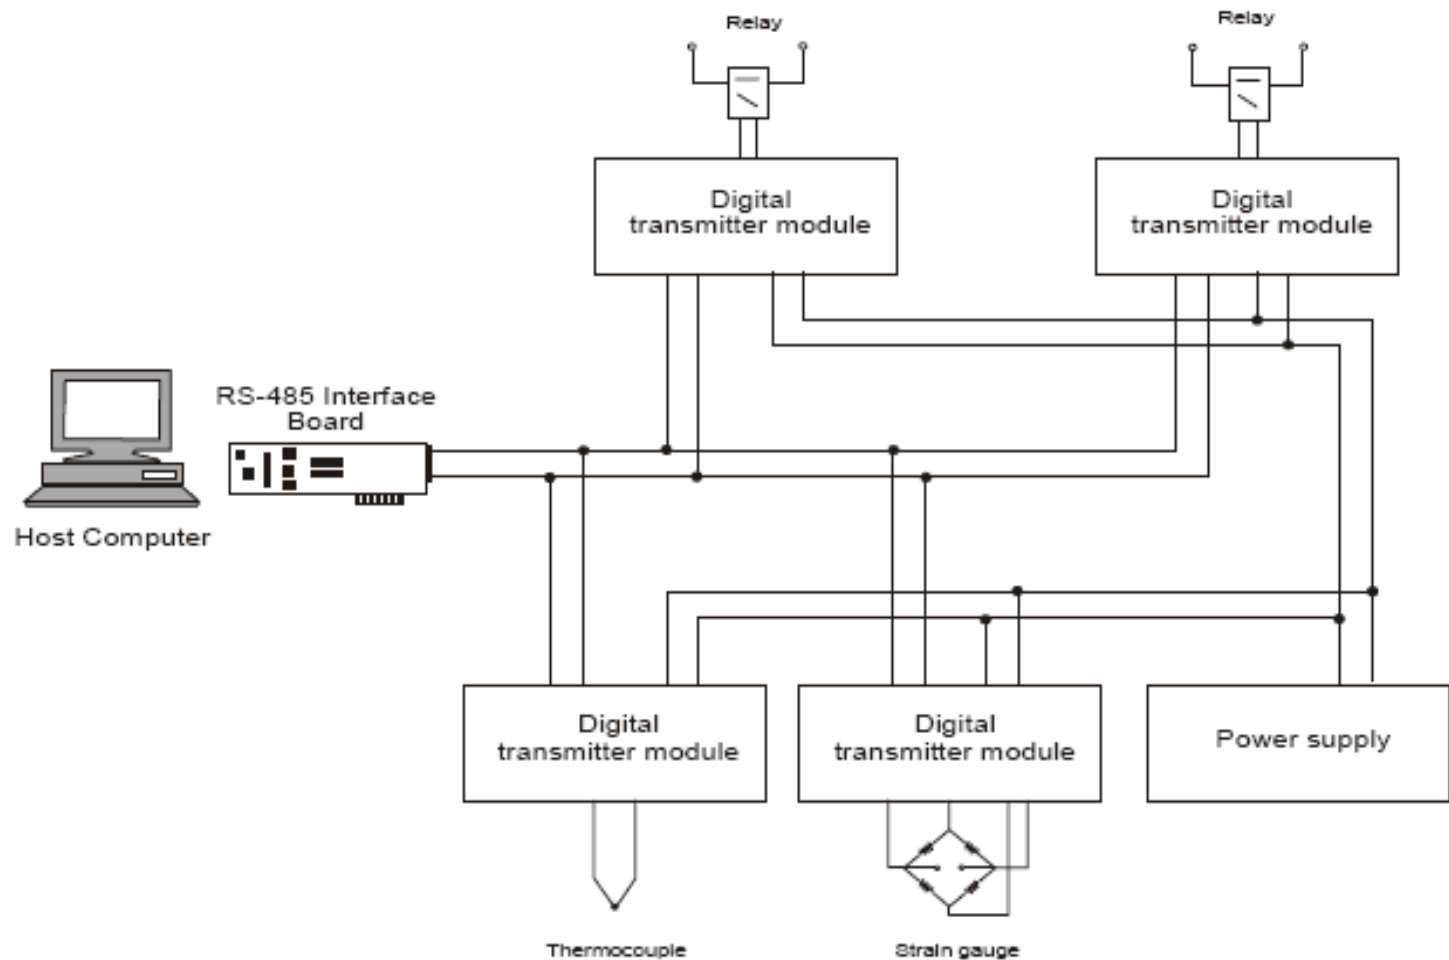 Relay
Relay
Digital
transmitter module
Digital
transmitter module
RS-485 Interface
Board
Host Computer
Digital
transmitter module
Digital
transmitter module
Power supply
Thermocouple
Strain gauge